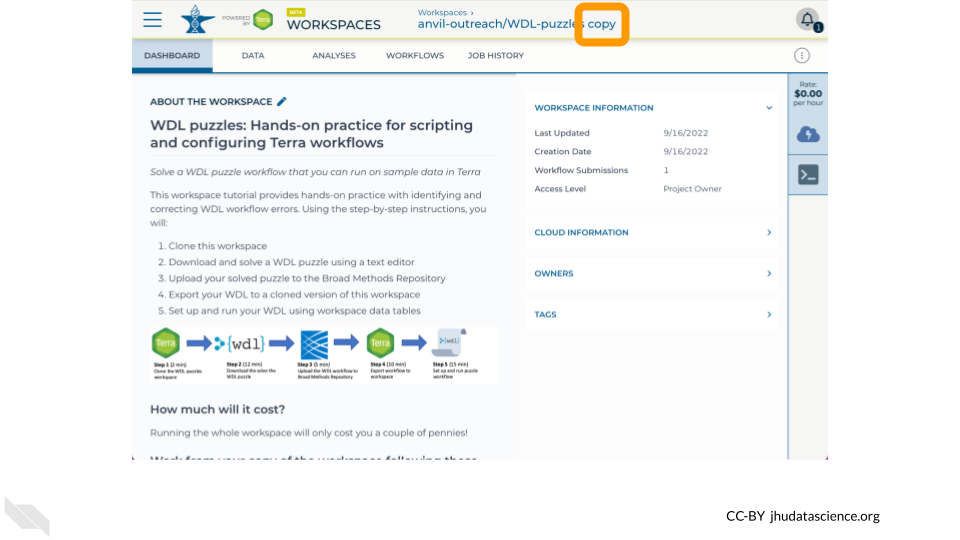 POWERED BY Terra
BETA
WORKSPACES
Workspaces ›
anvil-outreach/WDL-puzzles copy
1
DASHBOARD DATA ANALYSES WORKFLOWS JOB HISTORY
ABOUT THE WORKSPACE
WDL puzzles: Hands-on practice for scripting
and configuring Terra workflows
Solve a WDL puzzle workflow that you can run on sample data in Terra
This workspace tutorial provides hands-on practice with identifying and
correcting WDL workflow errors. Using the step-by-step instructions, you
will:
1. Clone this workspace
2. Download and solve a WDL puzzle using a text editor
3. Upload your solved puzzle to the Broad Methods Repository
4. Export your WDL to a cloned version of this workspace
5. Set up and run your WDL using workspace data tables
Terra {wdl} Terra {wdl}
Step 1 (2 min)
Clone the WDL puzzles
workspace
Step 2 (12 min)
Download the solve the
WDL puzzle
Step 3 (5 min)
Upload the WDL workflow to
Broad Methods Repository
Step 4 (10 min)
Export workflow to
workspace
Step 5 (15 min)
Set up and run puzzle
workflow
How much will it cost?
Running the whole workspace will only cost you a couple of pennies!
Work from your copy of the workspace following these
WORKSPACE INFORMATION
Last Updated 9/16/2022
Creation Date 9/16/2022
Workflow Submissions 1
Access Level Project Owner
CLOUD INFORMATION
OWNERS
TAGS
Rate:
$0.00
per hour
CC-BY jhudatascience.org